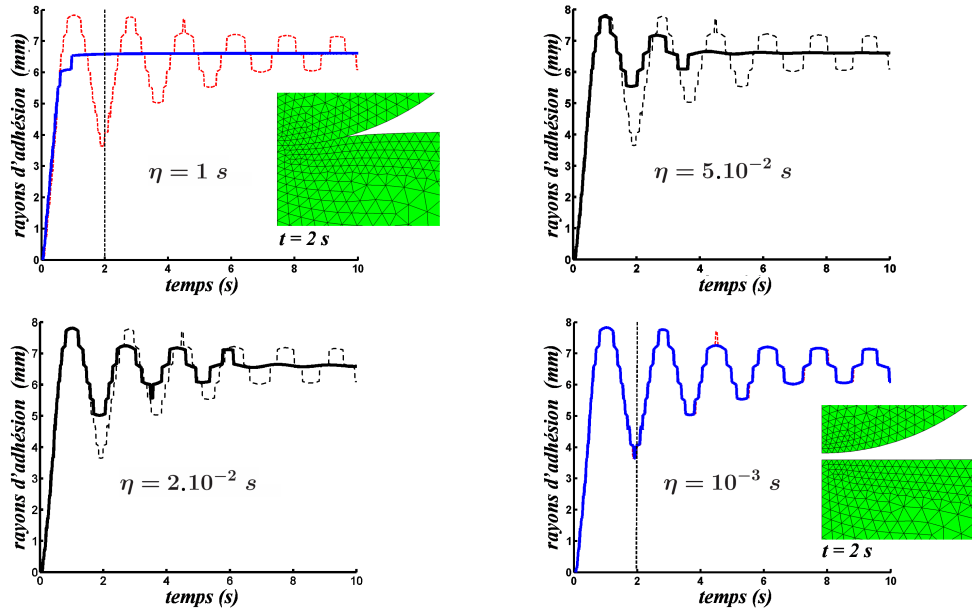 8
7
6
5
4
3
2
1
0
rayons d'adhésion (mm)
η = 1 s
t = 2 s
0 2 4 6 8 10
temps (s)
8
7
6
5
4
3
2
1
0
rayons d'adhésion (mm)
η = 5.10⁻² s
0 2 4 6 8 10
temps (s)
8
7
6
5
4
3
2
1
0
rayons d'adhésion (mm)
η = 2.10⁻² s
0 2 4 6 8 10
temps (s)
8
7
6
5
4
3
2
1
0
rayons d'adhésion (mm)
η = 10⁻³ s
t = 2 s
0 2 4 6 8 10
temps (s)